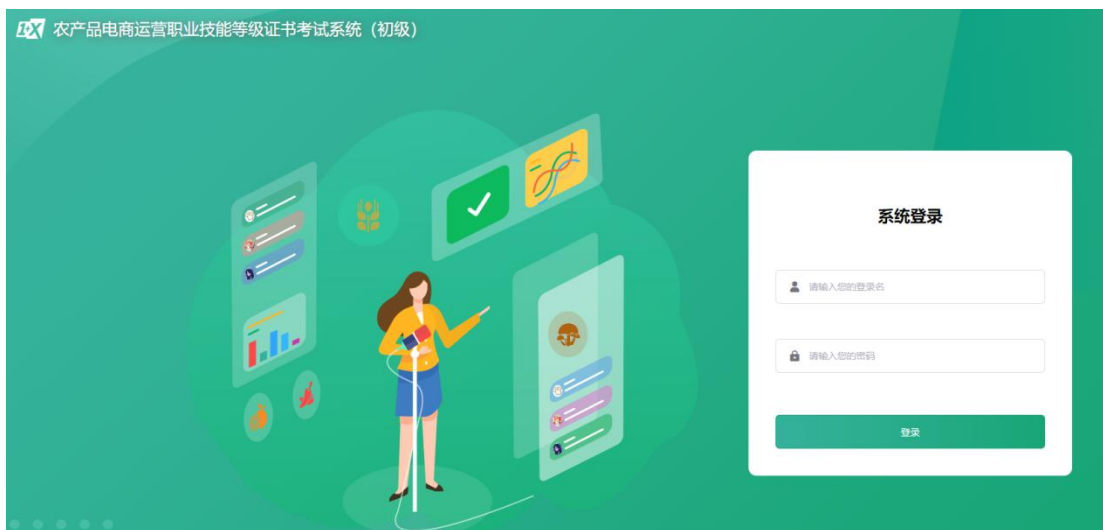 1+X 农产品电商运营职业技能等级证书考试系统（初级）
系统登录
请输入您的登录名
请输入您的密码
登录